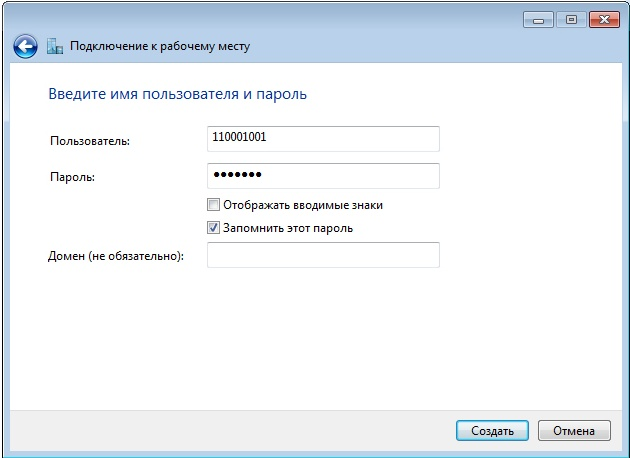 Подключение к рабочему месту
Введите имя пользователя и пароль
Пользователь: 110001001
Пароль: •••••••
Отображать вводимые знаки
Запомнить этот пароль
Домен (не обязательно):
Создать Отмена